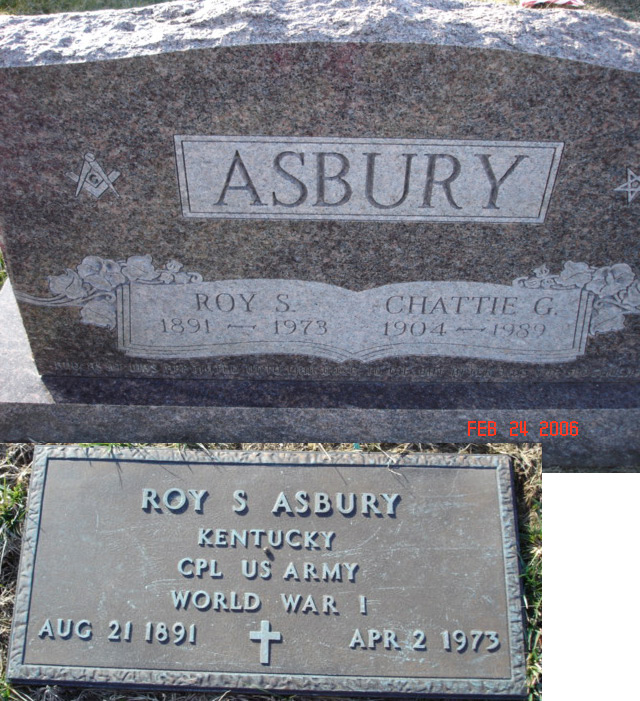 ASBURY
G
ROY S.
1891 — 1973
CHATTIE G.
1904 — 1989
FEB 24 2006
ROY S ASBURY
KENTUCKY
CPL US ARMY
WORLD WAR I
AUG 21 1891 APR 2 1973